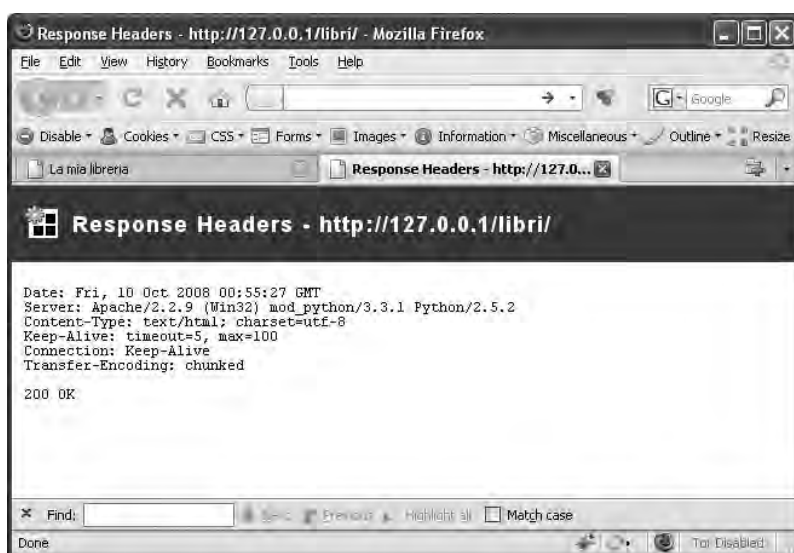 Response Headers - http://127.0.0.1/libri/ - Mozilla Firefox
File Edit View History Bookmarks Tools Help
G Google
Disable Cookies CSS Forms Images Information Miscellaneous Outline Resize
La mia libreria Response Headers - http://127.0...
Response Headers - http://127.0.0.1/libri/
Date: Fri, 10 Oct 2008 00:55:27 GMT
Server: Apache/2.2.9 (Win32) mod_python/3.3.1 Python/2.5.2
Content-Type: text/html; charset=utf-8
Keep-Alive: timeout=5, max=100
Connection: Keep-Alive
Transfer-Encoding: chunked
200 OK
Find: Next Previous Highlight all Match case
Done Tor Disabled